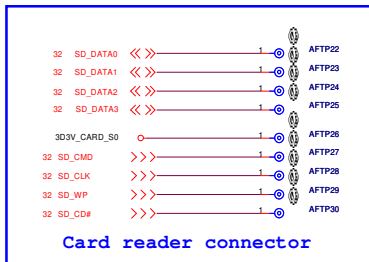 32 SD_DATA0 1 AFTP22
32 SD_DATA1 1 AFTP23
32 SD_DATA2 1 AFTP24
32 SD_DATA3 1 AFTP25
3D3V_CARD_S0 1 AFTP26
32 SD_CMD 1 AFTP27
32 SD_CLK 1 AFTP28
32 SD_WP 1 AFTP29
32 SD_CD# 1 AFTP30
Card reader connector